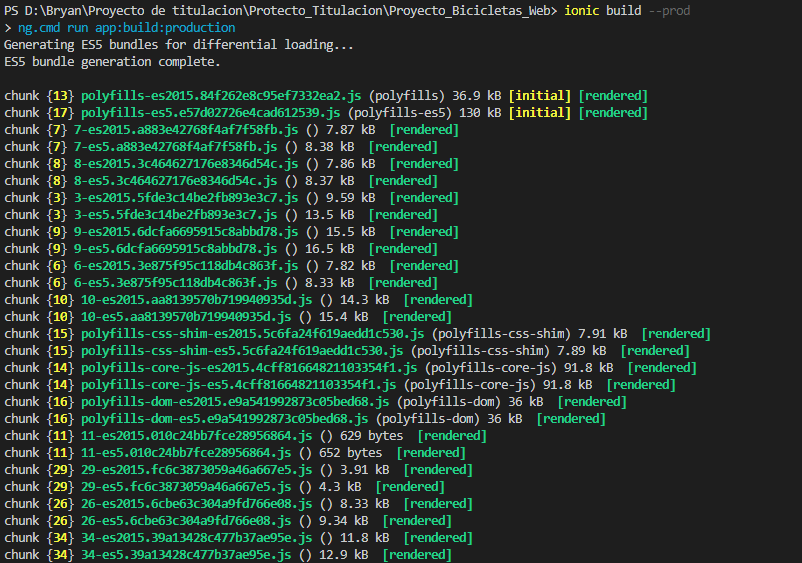 PS D:\Bryan\Proyecto de titulacion\Protecto_Titulacion\Proyecto_Bicicletas_Web> ionic build --prod
> ng.cmd run app:build:production
Generating ES5 bundles for differential loading...
ES5 bundle generation complete.

chunk {13} polyfills-es2015.84f262e8c95ef7332ea2.js (polyfills) 36.9 kB [initial] [rendered]
chunk {17} polyfills-es5.e57d02726e4cad612539.js (polyfills-es5) 130 kB [initial] [rendered]
chunk {7} 7-es2015.a883e42768f4af7f58fb.js () 7.87 kB  [rendered]
chunk {7} 7-es5.a883e42768f4af7f58fb.js () 8.38 kB  [rendered]
chunk {8} 8-es2015.3c464627176e8346d54c.js () 7.86 kB  [rendered]
chunk {8} 8-es5.3c464627176e8346d54c.js () 8.37 kB  [rendered]
chunk {3} 3-es2015.5fde3c14be2fb893e3c7.js () 9.59 kB  [rendered]
chunk {3} 3-es5.5fde3c14be2fb893e3c7.js () 13.5 kB  [rendered]
chunk {9} 9-es2015.6dcfa6695915c8abbd78.js () 15.5 kB  [rendered]
chunk {9} 9-es5.6dcfa6695915c8abbd78.js () 16.5 kB  [rendered]
chunk {6} 6-es2015.3e875f95c118db4c863f.js () 7.82 kB  [rendered]
chunk {6} 6-es5.3e875f95c118db4c863f.js () 8.33 kB  [rendered]
chunk {10} 10-es2015.aa8139570b719940935d.js () 14.3 kB  [rendered]
chunk {10} 10-es5.aa8139570b719940935d.js () 15.4 kB  [rendered]
chunk {15} polyfills-css-shim-es2015.5c6fa24f619aedd1c530.js (polyfills-css-shim) 7.91 kB  [rendered]
chunk {15} polyfills-css-shim-es5.5c6fa24f619aedd1c530.js (polyfills-css-shim) 7.89 kB  [rendered]
chunk {14} polyfills-core-js-es2015.4cff81664821103354f1.js (polyfills-core-js) 91.8 kB  [rendered]
chunk {14} polyfills-core-js-es5.4cff81664821103354f1.js (polyfills-core-js) 91.8 kB  [rendered]
chunk {16} polyfills-dom-es2015.e9a541992873c05bed68.js (polyfills-dom) 36 kB  [rendered]
chunk {16} polyfills-dom-es5.e9a541992873c05bed68.js (polyfills-dom) 36 kB  [rendered]
chunk {11} 11-es2015.010c24bb7fce28956864.js () 629 bytes  [rendered]
chunk {11} 11-es5.010c24bb7fce28956864.js () 652 bytes  [rendered]
chunk {29} 29-es2015.fc6c3873059a46a667e5.js () 3.91 kB  [rendered]
chunk {29} 29-es5.fc6c3873059a46a667e5.js () 4.3 kB  [rendered]
chunk {26} 26-es2015.6cbe63c304a9fd766e08.js () 8.33 kB  [rendered]
chunk {26} 26-es5.6cbe63c304a9fd766e08.js () 9.34 kB  [rendered]
chunk {34} 34-es2015.39a13428c477b37ae95e.js () 11.8 kB  [rendered]
chunk {34} 34-es5.39a13428c477b37ae95e.js () 12.9 kB  [rendered]